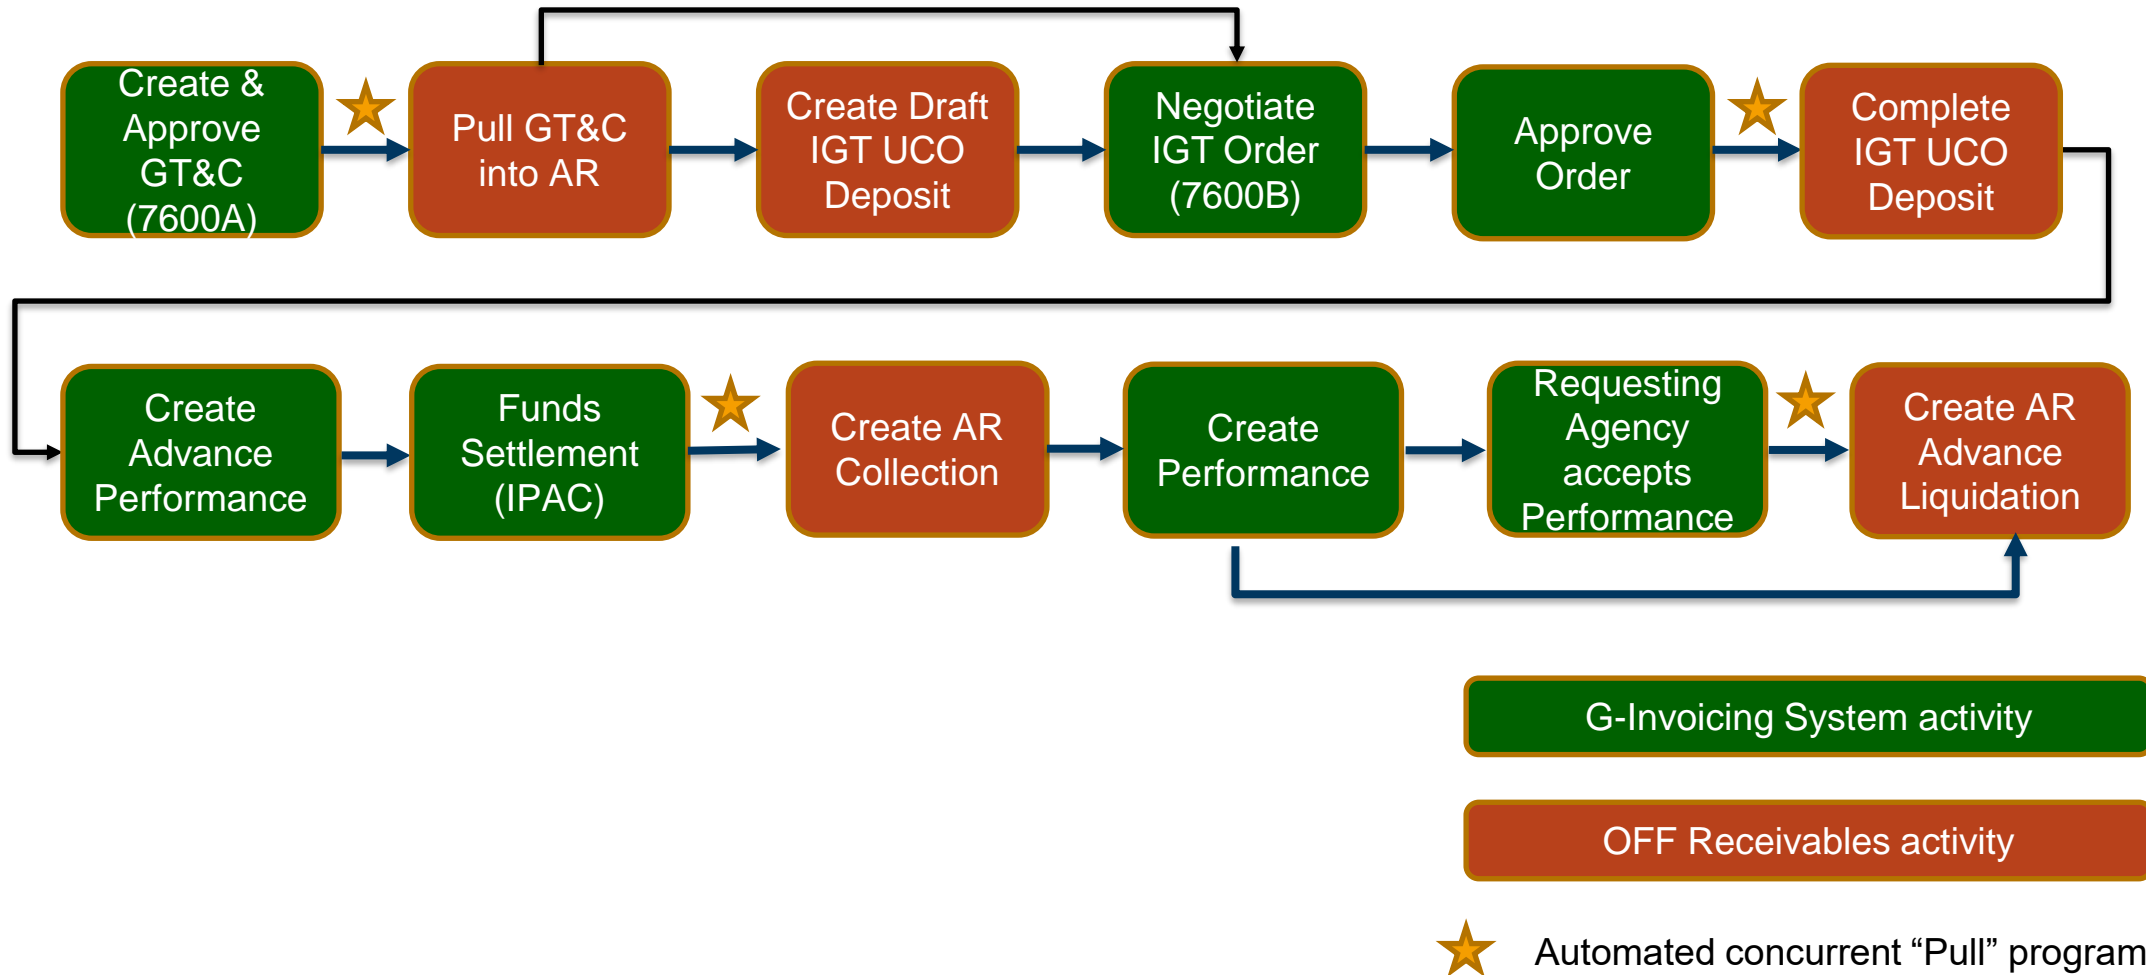 Create &
Approve
GT&C
(7600A)
Pull GT&C
into AR
Create Draft
IGT UCO
Deposit
Negotiate
IGT Order
(7600B)
Approve
Order
Complete
IGT UCO
Deposit
Create
Advance
Performance
Funds
Settlement
(IPAC)
Create AR
Collection
Create
Performance
Requesting
Agency
accepts
Performance
Create AR
Advance
Liquidation
G-Invoicing System activity
OFF Receivables activity
Automated concurrent “Pull” program